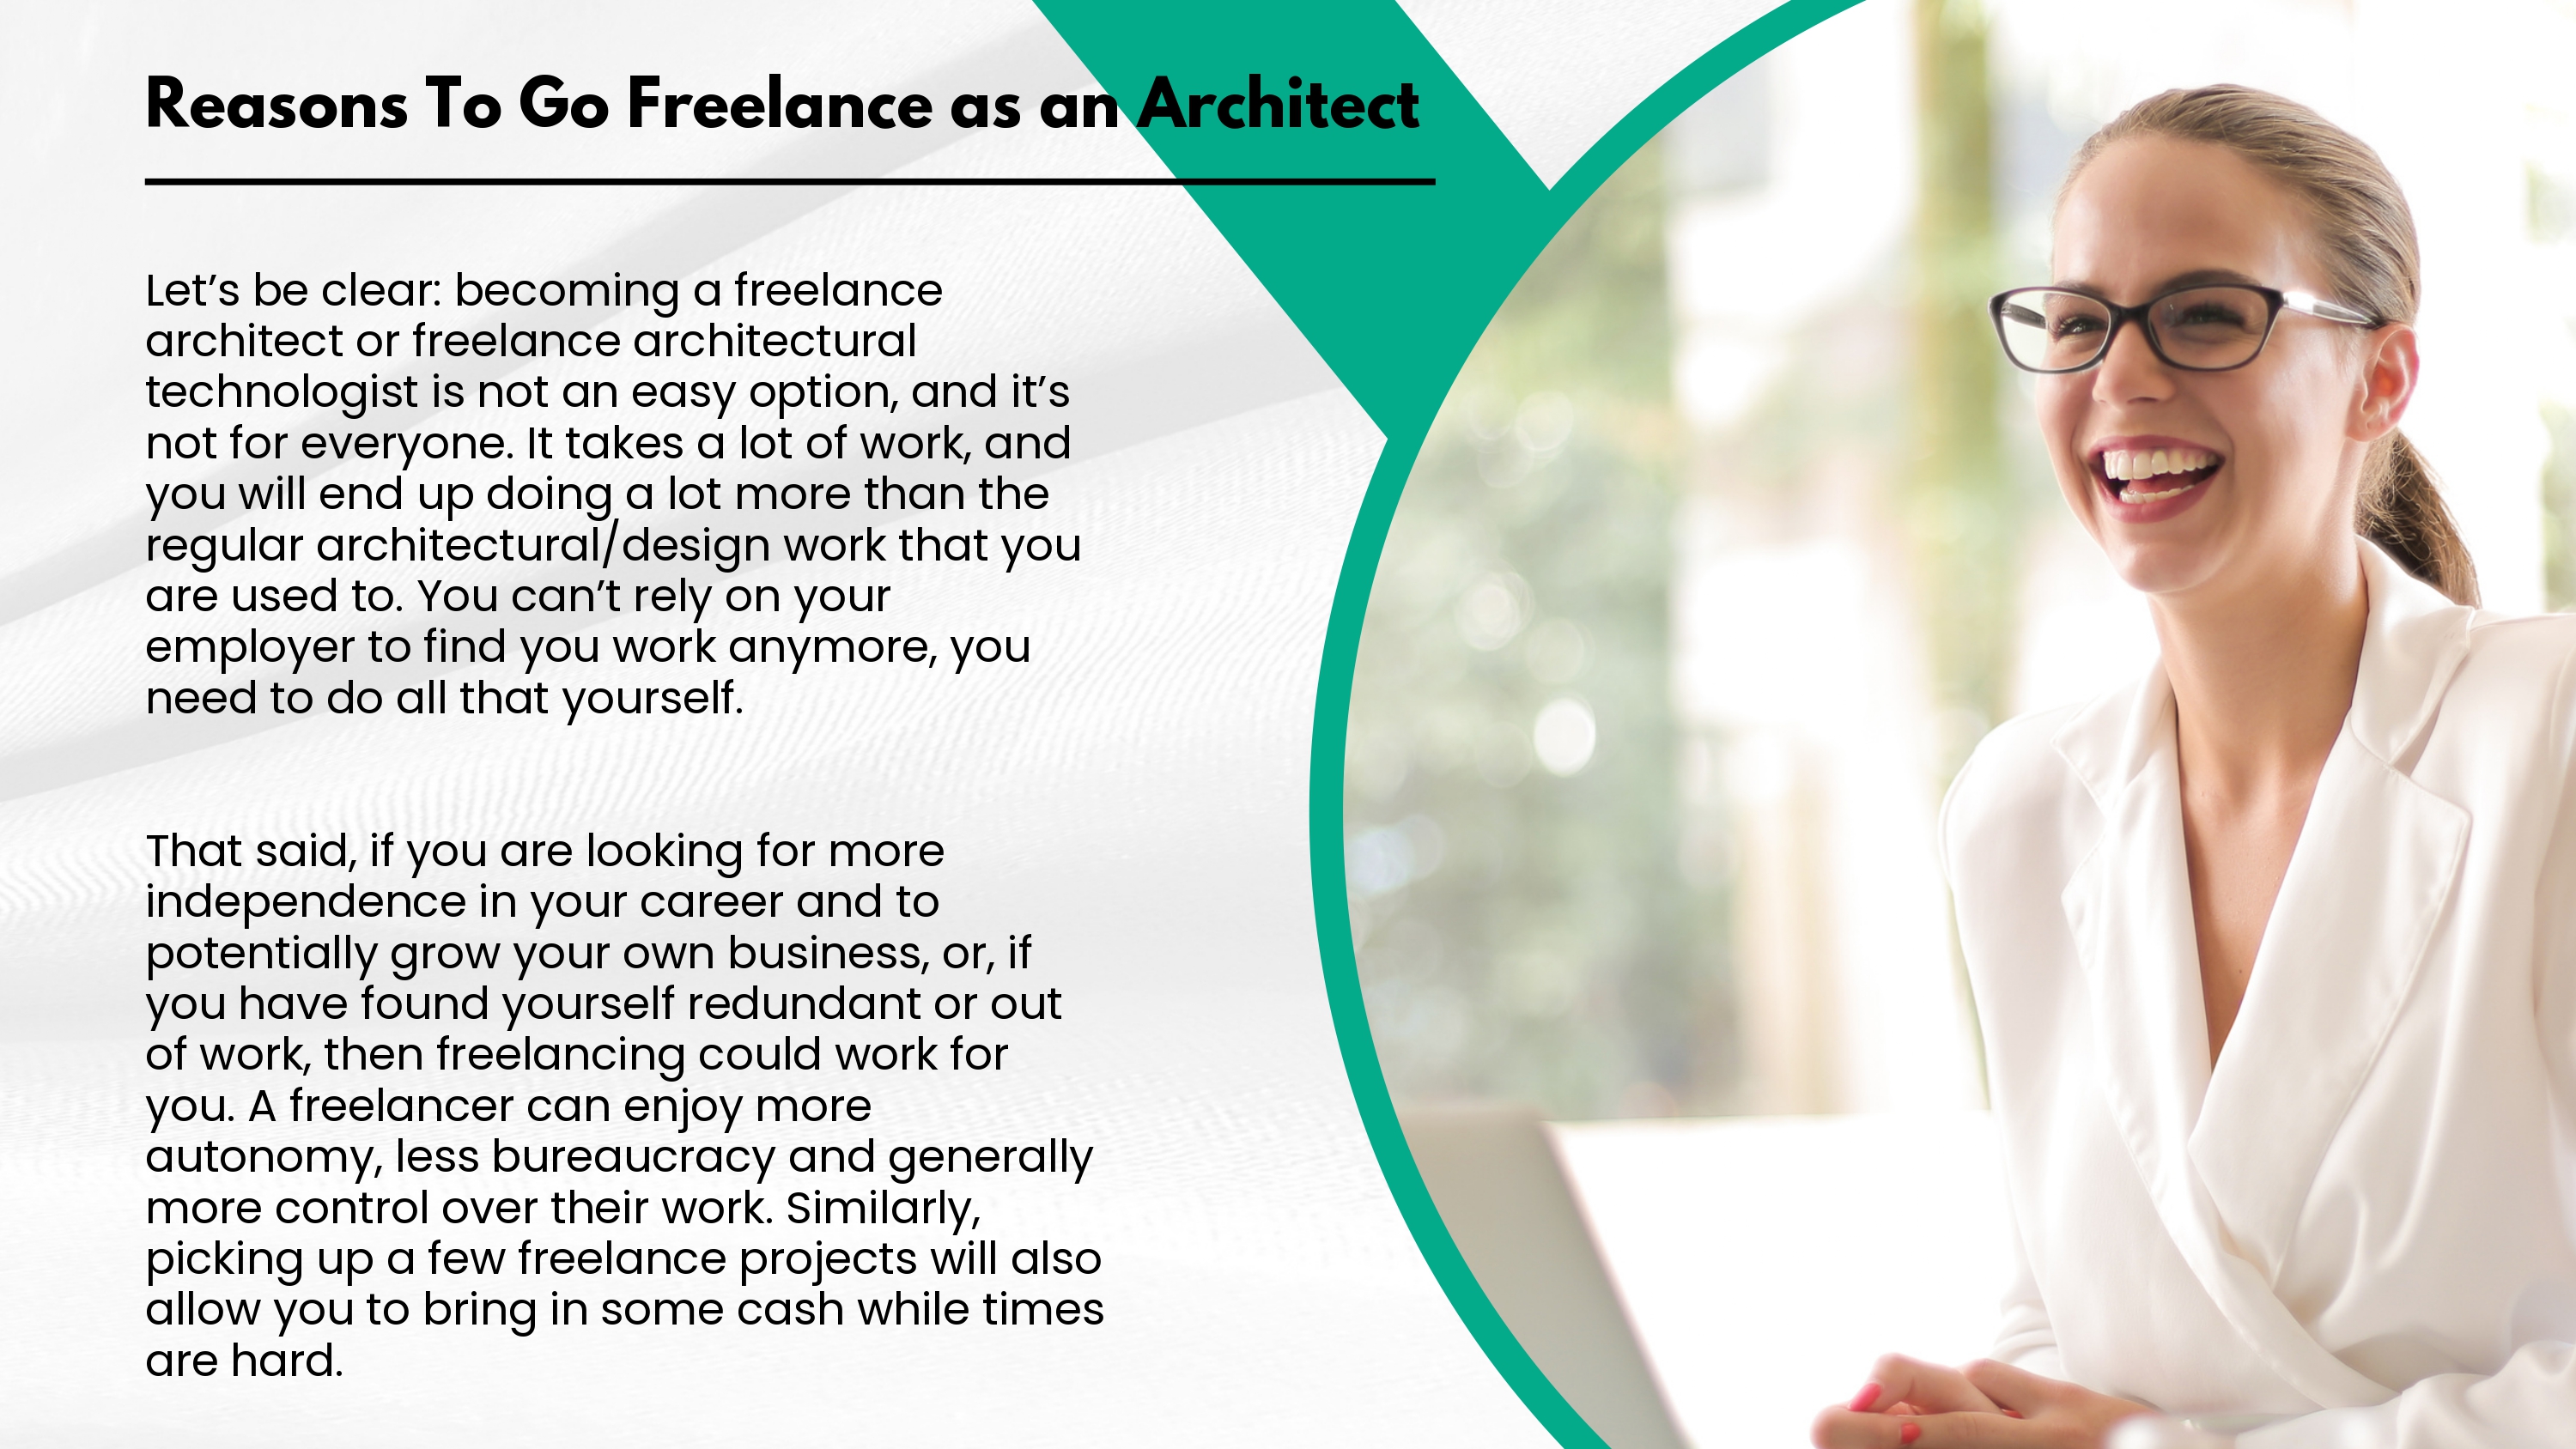 Reasons To Go Freelance as an Architect
Let’s be clear: becoming a freelance
architect or freelance architectural
technologist is not an easy option, and it’s
not for everyone. It takes a lot of work, and
you will end up doing a lot more than the
regular architectural/design work that you
are used to. You can’t rely on your
employer to find you work anymore, you
need to do all that yourself.
That said, if you are looking for more
independence in your career and to
potentially grow your own business, or, if
you have found yourself redundant or out
of work, then freelancing could work for
you. A freelancer can enjoy more
autonomy, less bureaucracy and generally
more control over their work. Similarly,
picking up a few freelance projects will also
allow you to bring in some cash while times
are hard.